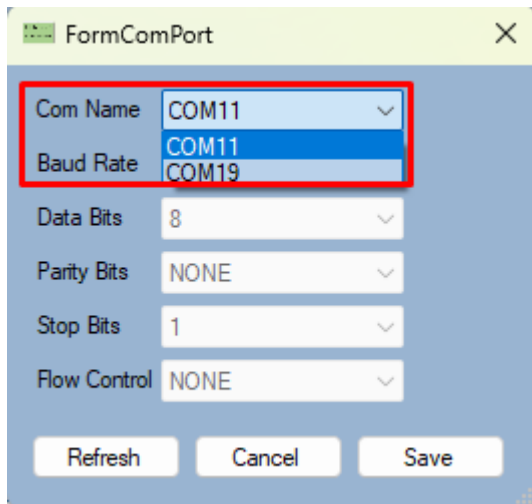 FormComPort
Com Name COM11
COM11
Baud Rate
COM19
Data Bits 8
Parity Bits NONE
Stop Bits 1
Flow Control NONE
Refresh Cancel Save